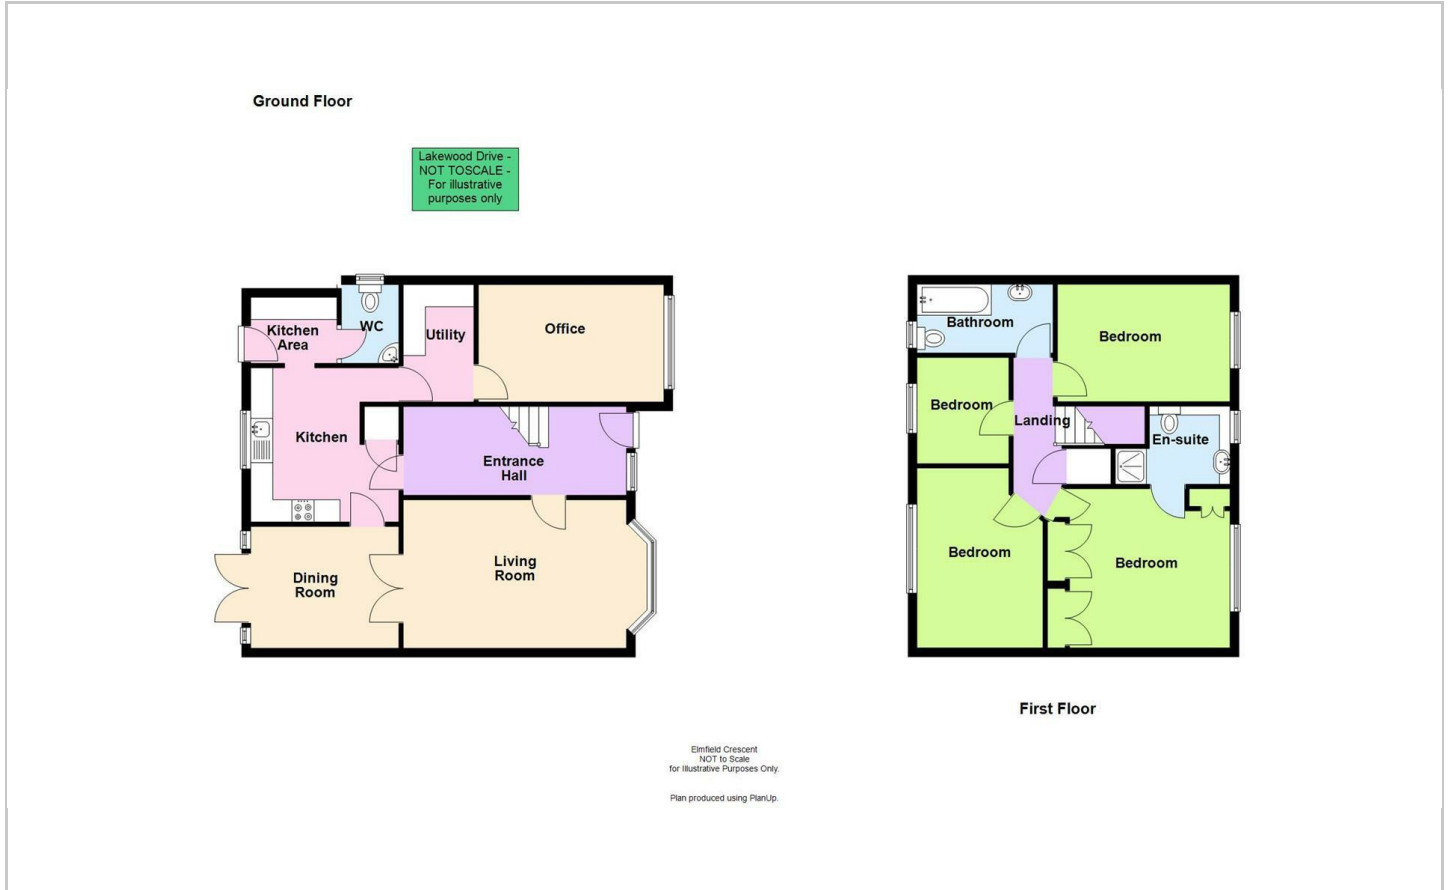 Ground Floor
Lakewood Drive -
NOT TOSCALE -
For illustrative
purposes only
Kitchen
Area
WC
Utility
Office
Kitchen
Entrance
Hall
Dining
Room
Living
Room
Bathroom
Bedroom
Bedroom
Landing
En-suite
Bedroom
Bedroom
First Floor
Elmfield Crescent
NOT to Scale
for Illustrative Purposes Only.
Plan produced using PlanUp.